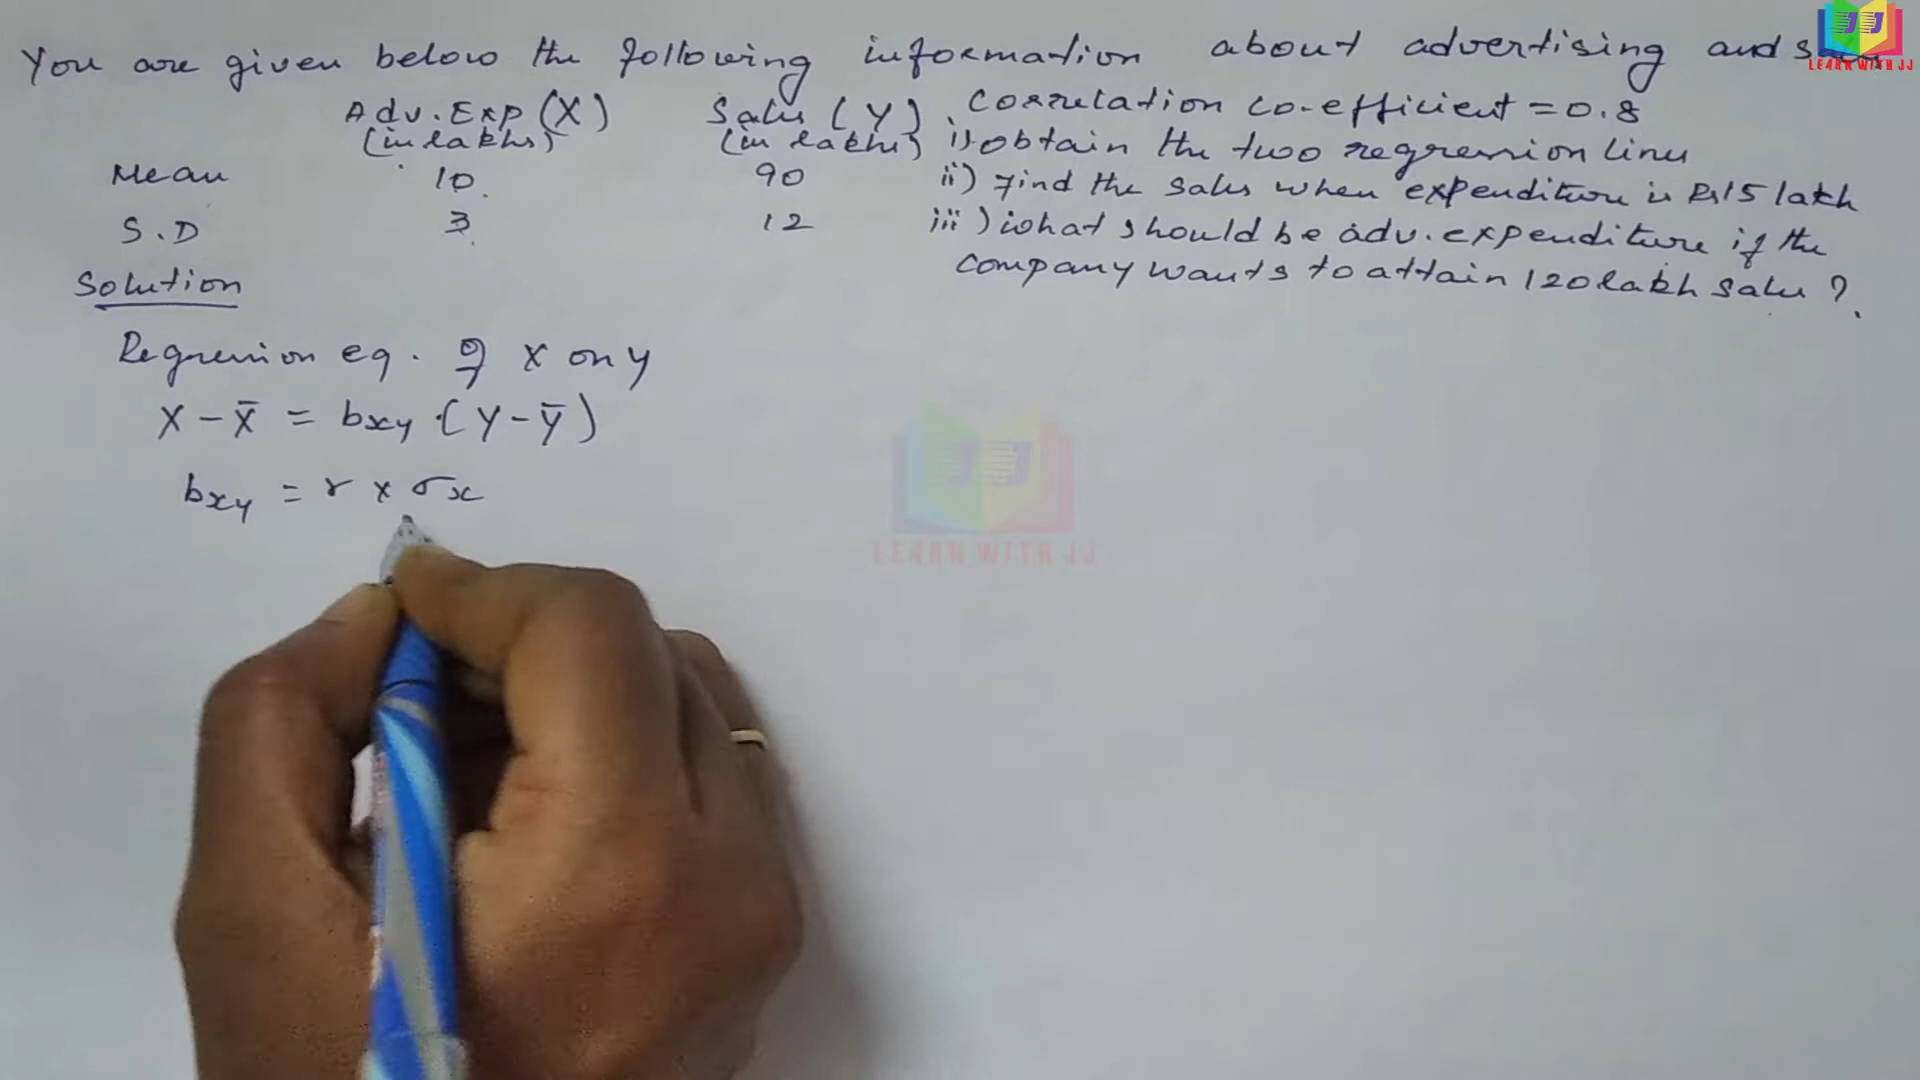 You are given below the following information about advertising and sales
Adv. Exp (X) Sales (Y) Correlation co-efficient = 0.8
(in lakhs) (in lakhs) i) obtain the two regression lines
Mean 10 90 ii) Find the sales when expenditure is Rs 15 lakh
S.D 3 12 iii) what should be adv. expenditure if the
company wants to attain 120 lakh sales ?
Solution
Regression eq. of X on Y
X - X̄ = bxy (Y - Ȳ)
bxy = r × σx
LEARN WITH JJ
LEARN WITH JJ